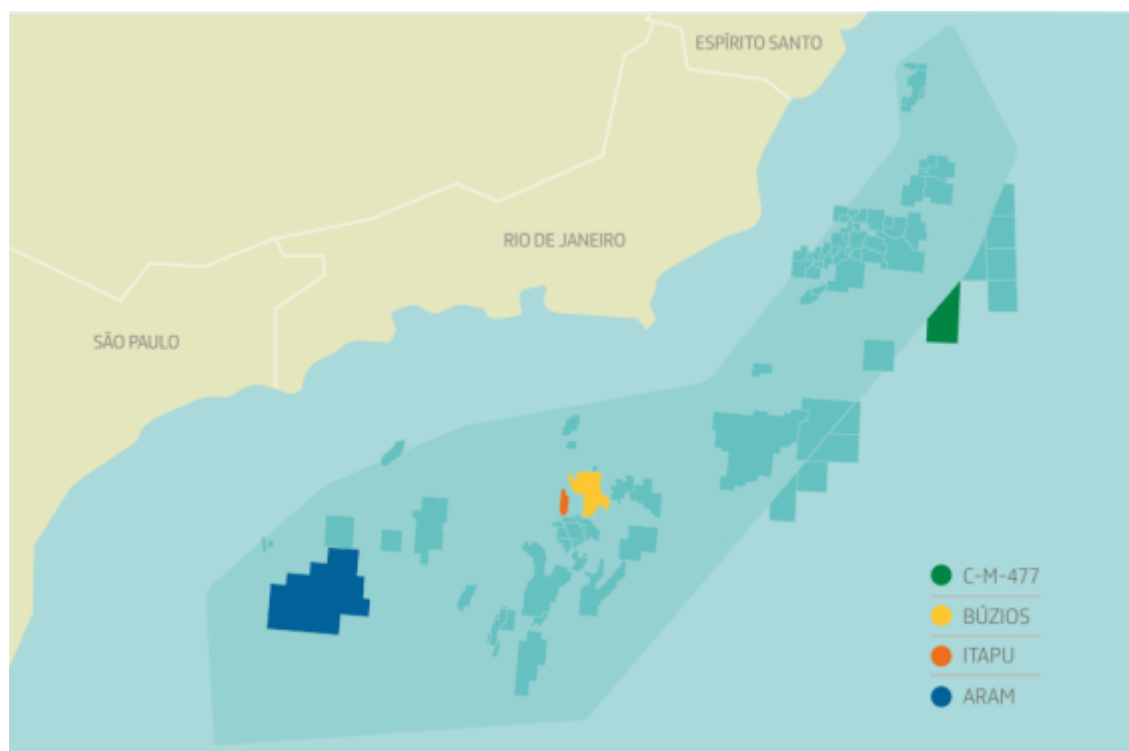 ESPÍRITO SANTO
RIO DE JANEIRO
SÃO PAULO
C-M-477
BÚZIOS
ITAPU
ARAM